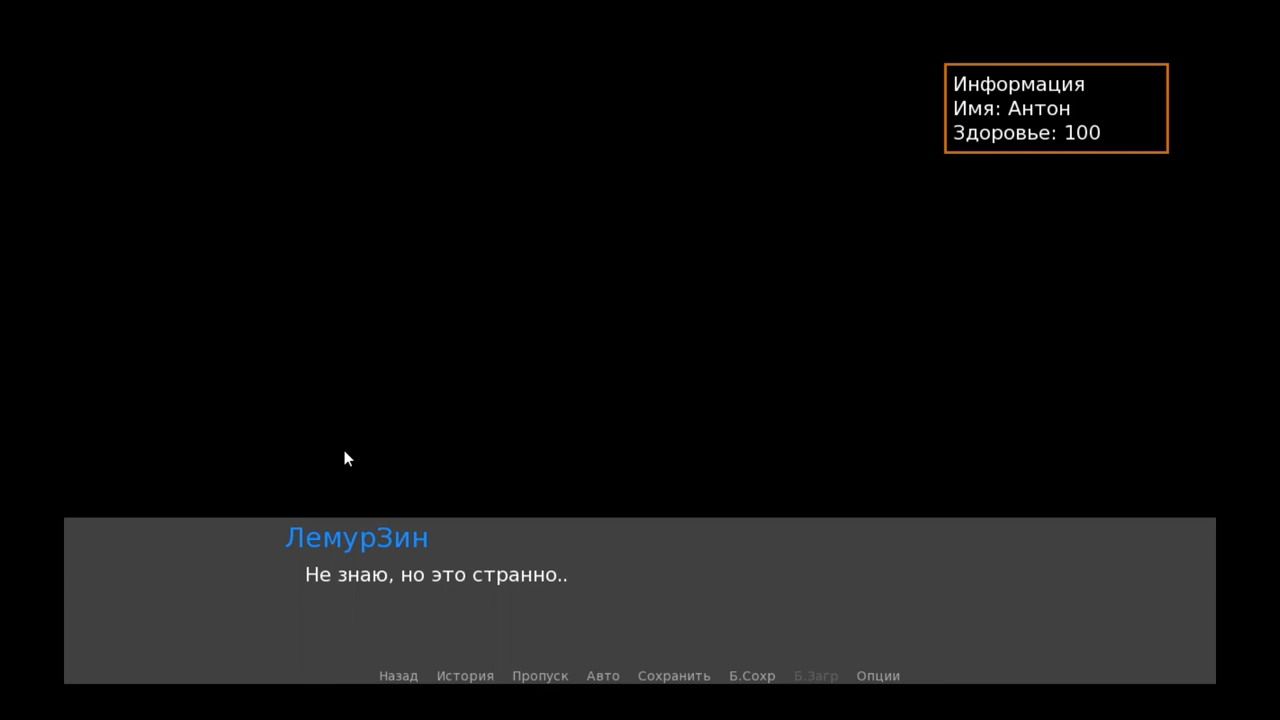 Информация
Имя: Антон
Здоровье: 100
ЛемурЗин
Не знаю, но это странно..
Назад История Пропуск Авто Сохранить Б.Сохр Б.Загр Опции